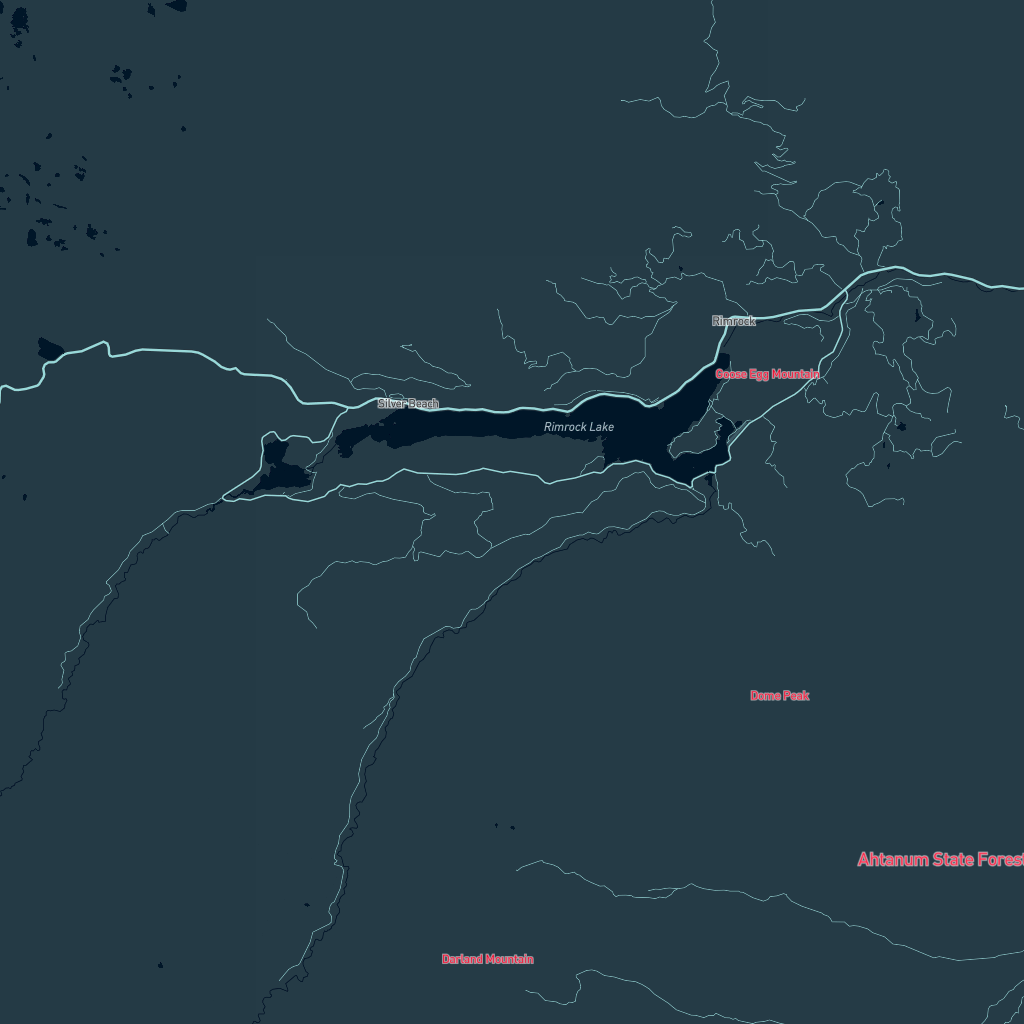 Rimrock
Goose Egg Mountain
Silver Beach
Rimrock Lake
Dome Peak
Ahtanum State Forest
Darland Mountain